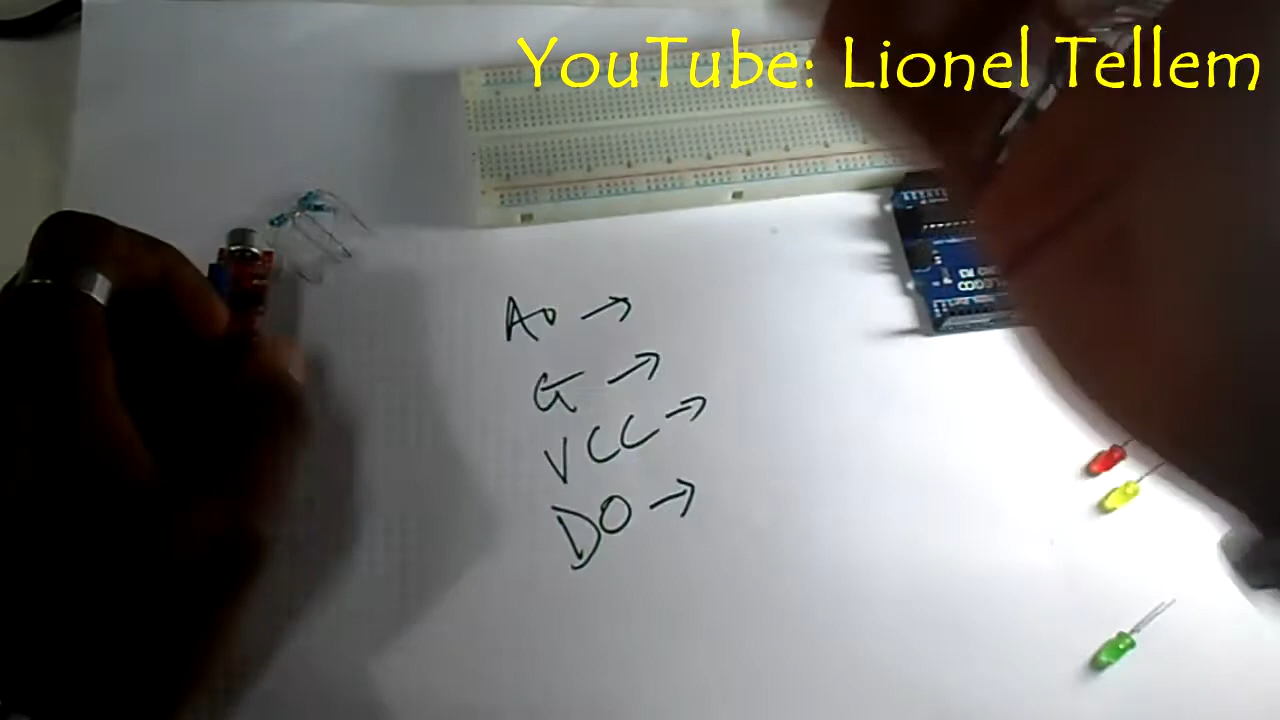 YouTube: Lionel Tellem
A0 →
G →
VCC →
DO →